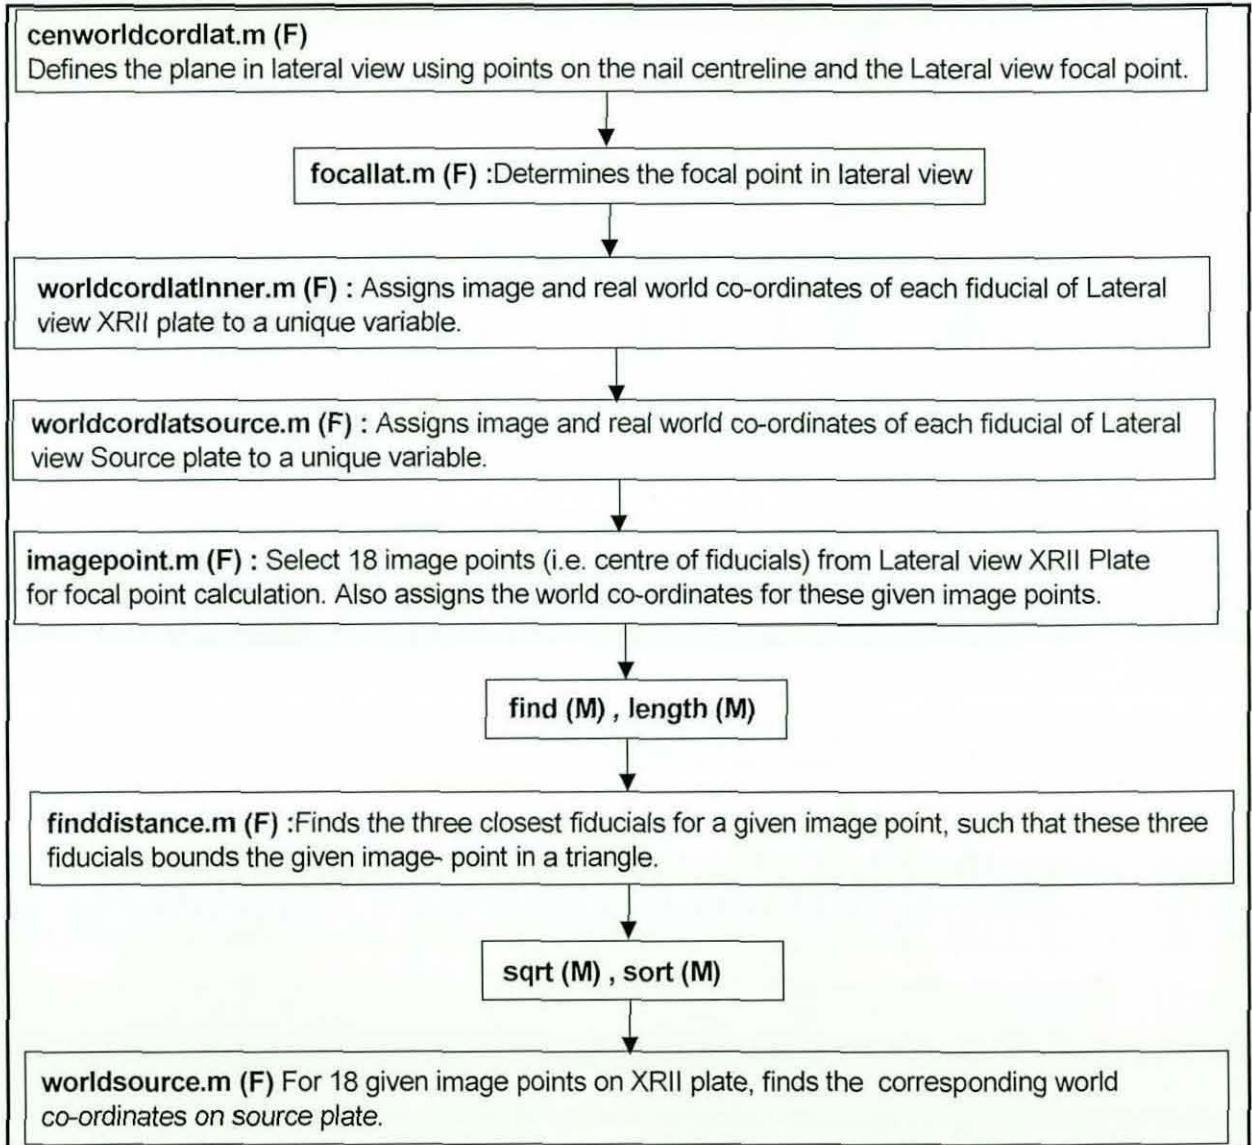 cenworldcordlat.m (F)
Defines the plane in lateral view using points on the nail centreline and the Lateral view focal point.
focallat.m (F) :Determines the focal point in lateral view
worldcordlatInner.m (F) : Assigns image and real world co-ordinates of each fiducial of Lateral
view XRII plate to a unique variable.
worldcordlatsource.m (F) : Assigns image and real world co-ordinates of each fiducial of Lateral
view Source plate to a unique variable.
imagepoint.m (F) : Select 18 image points (i.e. centre of fiducials) from Lateral view XRII Plate
for focal point calculation. Also assigns the world co-ordinates for these given image points.
find (M) , length (M)
finddistance.m (F) :Finds the three closest fiducials for a given image point, such that these three
fiducials bounds the given image- point in a triangle.
sqrt (M) , sort (M)
worldsource.m (F) For 18 given image points on XRII plate, finds the corresponding world
co-ordinates on source plate.